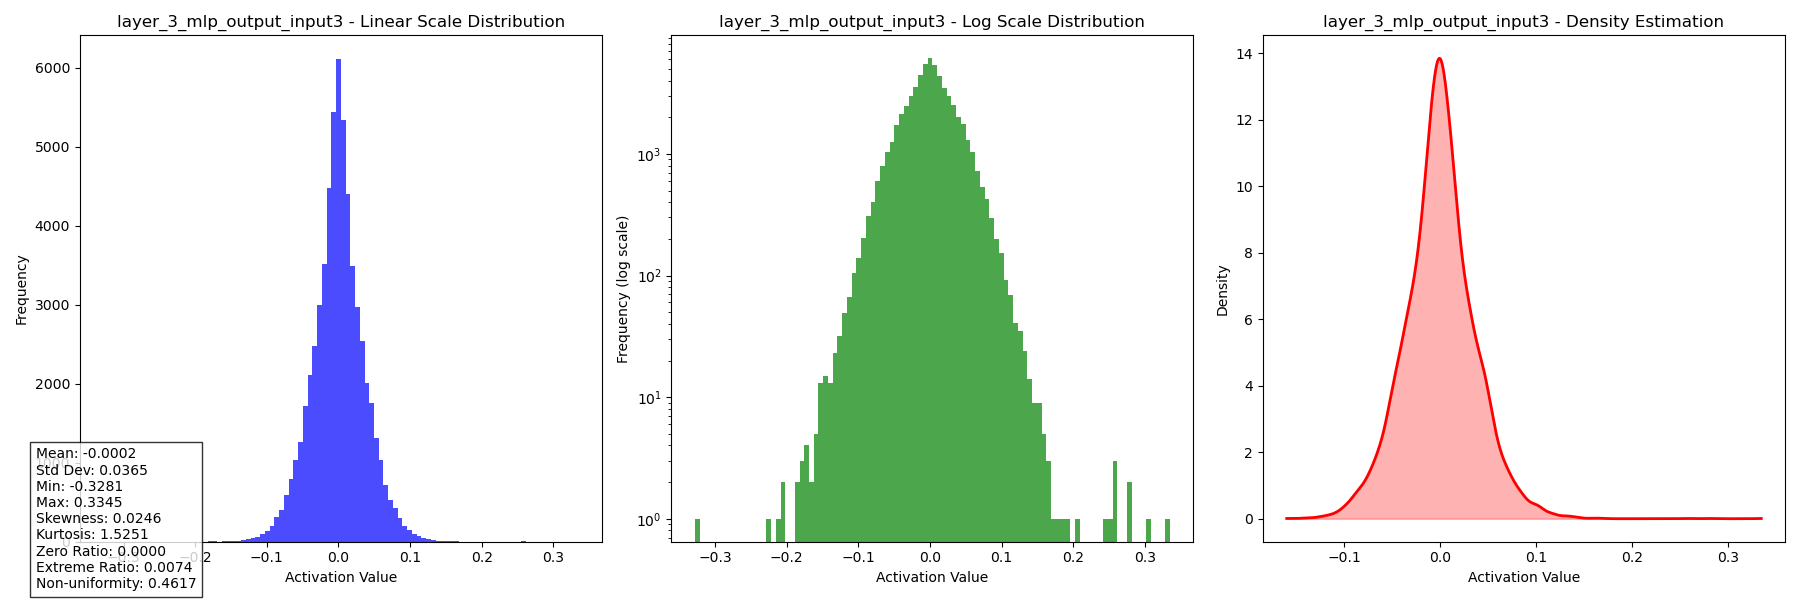 layer_3_mlp_output_input3 - Linear Scale Distribution
6000
5000
4000
3000
2000
Frequency
−0.1
0.0
0.1
0.2
0.3
Activation Value
Mean: -0.0002
Std Dev: 0.0365
Min: -0.3281
Max: 0.3345
Skewness: 0.0246
Kurtosis: 1.5251
Zero Ratio: 0.0000
Extreme Ratio: 0.0074
Non-uniformity: 0.4617
layer_3_mlp_output_input3 - Log Scale Distribution
10³
10²
10¹
10⁰
Frequency (log scale)
−0.3
−0.2
−0.1
0.0
0.1
0.2
0.3
Activation Value
layer_3_mlp_output_input3 - Density Estimation
14
12
10
8
6
4
2
0
Density
−0.1
0.0
0.1
0.2
0.3
Activation Value